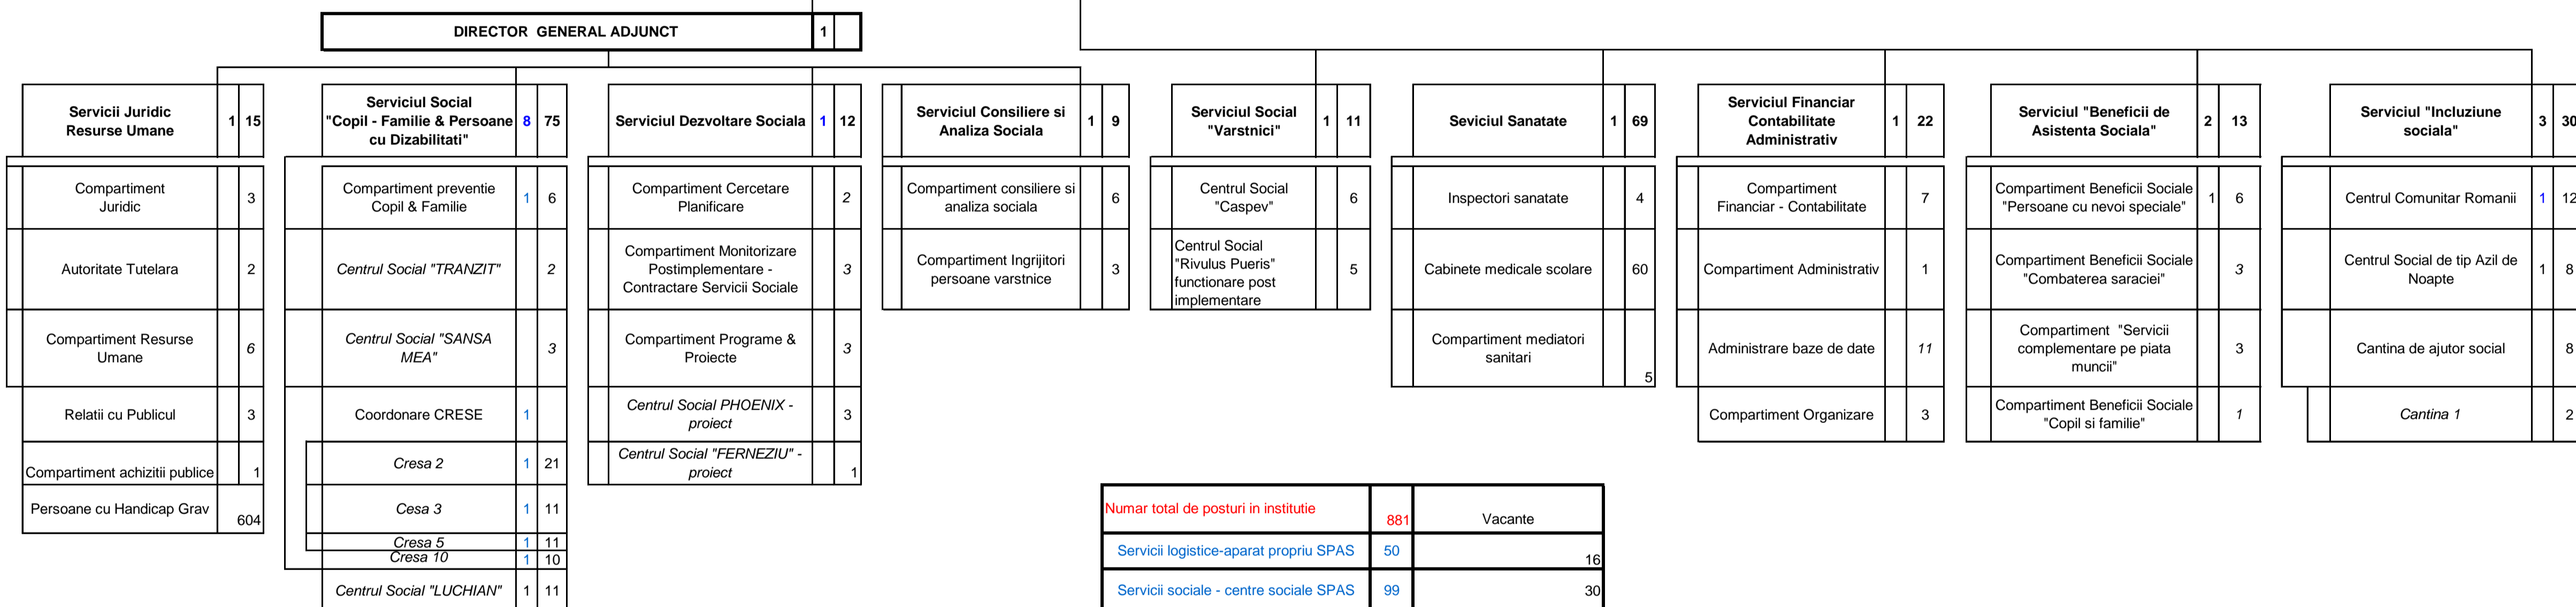 DIRECTOR GENERAL ADJUNCT 1
Servicii Juridic
Resurse Umane
1 15
Serviciul Social
"Copil - Familie & Persoane
cu Dizabilitati"
8 75
Serviciul Dezvoltare Sociala 1 12
Serviciul Consiliere si
Analiza Sociala
1 9
Serviciul Social
"Varstnici"
1 11
Seviciul Sanatate 1 69
Serviciul Financiar
Contabilitate
Administrativ
1 22
Serviciul "Beneficii de
Asistenta Sociala"
2 13
Serviciul "Incluziune
sociala"
3 30
Compartiment
Juridic
3
Autoritate Tutelara 2
Compartiment Resurse
Umane
6
Relatii cu Publicul 3
Compartiment achizitii publice 1
Persoane cu Handicap Grav 604
Compartiment preventie
Copil & Familie
1 6
Centrul Social "TRANZIT" 2
Centrul Social "SANSA
MEA"
3
Coordonare CRESE 1
Cresa 2 1 21
Cesa 3 1 11
Cresa 5 1 11
Cresa 10 1 10
Centrul Social "LUCHIAN" 1 11
Compartiment Cercetare
Planificare
2
Compartiment Monitorizare
Postimplementare -
Contractare Servicii Sociale
3
Compartiment Programe &
Proiecte
3
Centrul Social PHOENIX -
proiect
3
Centrul Social "FERNEZIU" -
proiect
1
Compartiment consiliere si
analiza sociala
6
Compartiment Ingrijitori
persoane varstnice
3
Centrul Social
"Caspev"
6
Centrul Social
"Rivulus Pueris"
functionare post
implementare
5
Inspectori sanatate 4
Cabinete medicale scolare 60
Compartiment mediatori
sanitari
5
Compartiment
Financiar - Contabilitate
7
Compartiment Administrativ 1
Administrare baze de date 11
Compartiment Organizare 3
Compartiment Beneficii Sociale
"Persoane cu nevoi speciale"
1 6
Compartiment Beneficii Sociale
"Combaterea saraciei"
3
Compartiment "Servicii
complementare pe piata
muncii"
3
Compartiment Beneficii Sociale
"Copil si familie"
1
Centrul Comunitar Romanii 1 12
Centrul Social de tip Azil de
Noapte
1 8
Cantina de ajutor social 8
Cantina 1 2
Numar total de posturi in institutie 881 Vacante
Servicii logistice-aparat propriu SPAS 50 16
Servicii sociale - centre sociale SPAS 99 30